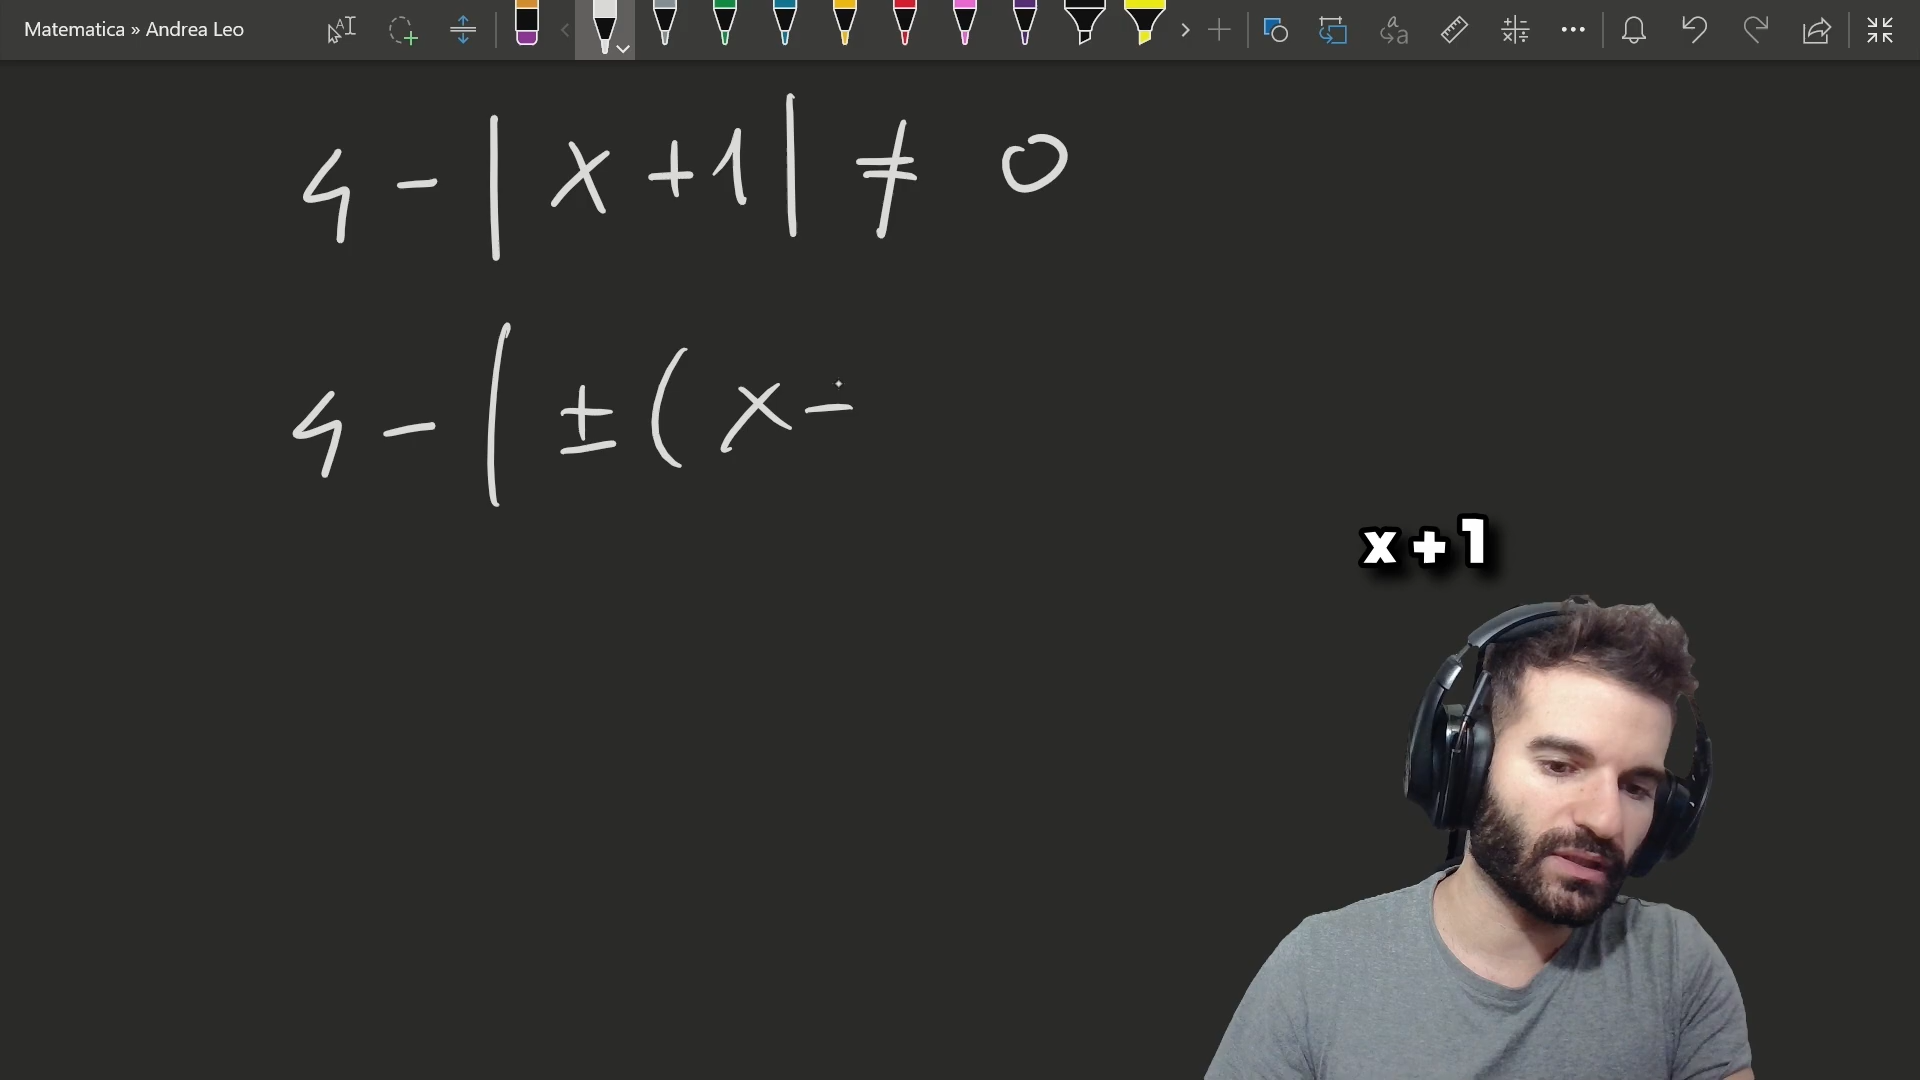 Matematica » Andrea Leo
4 - | x + 1 | ≠ 0
4 - [ ± ( x -
x + 1